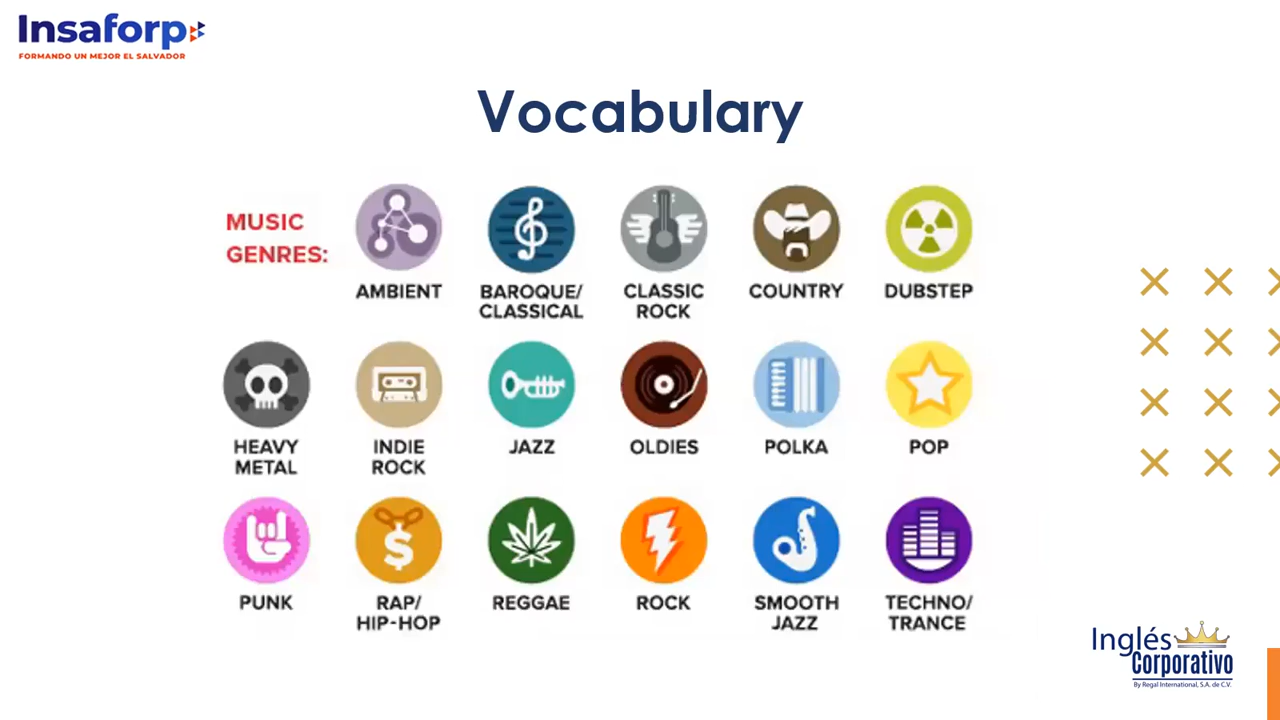 Insaforp
FORMANDO UN MEJOR EL SALVADOR
Vocabulary
MUSIC
GENRES:
AMBIENT
BAROQUE/
CLASSICAL
CLASSIC
ROCK
COUNTRY
DUBSTEP
HEAVY
METAL
INDIE
ROCK
JAZZ
OLDIES
POLKA
POP
PUNK
RAP/
HIP-HOP
REGGAE
ROCK
SMOOTH
JAZZ
TECHNO/
TRANCE
Inglés
Corporativo
By Regal International, S.A. de C.V.